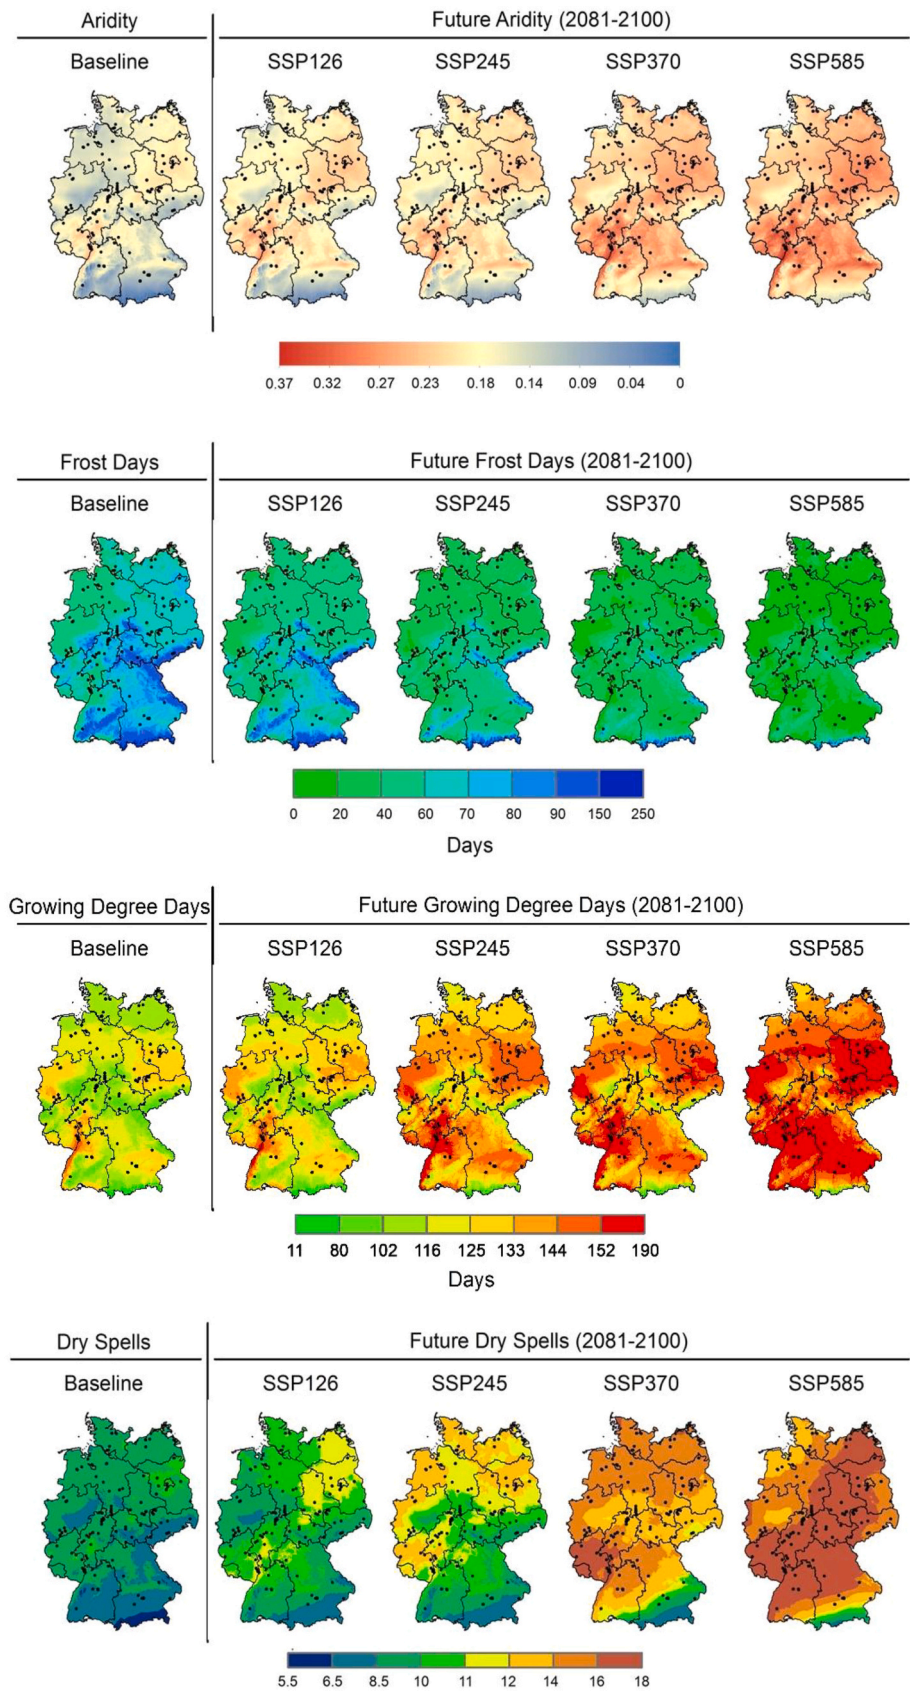 Aridity
Future Aridity (2081-2100)
Baseline
SSP126
SSP245
SSP370
SSP585
0.37 0.32 0.27 0.23 0.18 0.14 0.09 0.04 0
Frost Days
Future Frost Days (2081-2100)
Baseline
SSP126
SSP245
SSP370
SSP585
0 20 40 60 70 80 90 150 250
Days
Growing Degree Days
Future Growing Degree Days (2081-2100)
Baseline
SSP126
SSP245
SSP370
SSP585
11 80 102 116 125 133 144 152 190
Days
Dry Spells
Future Dry Spells (2081-2100)
Baseline
SSP126
SSP245
SSP370
SSP585
5.5 6.5 8.5 10 11 12 14 16 18